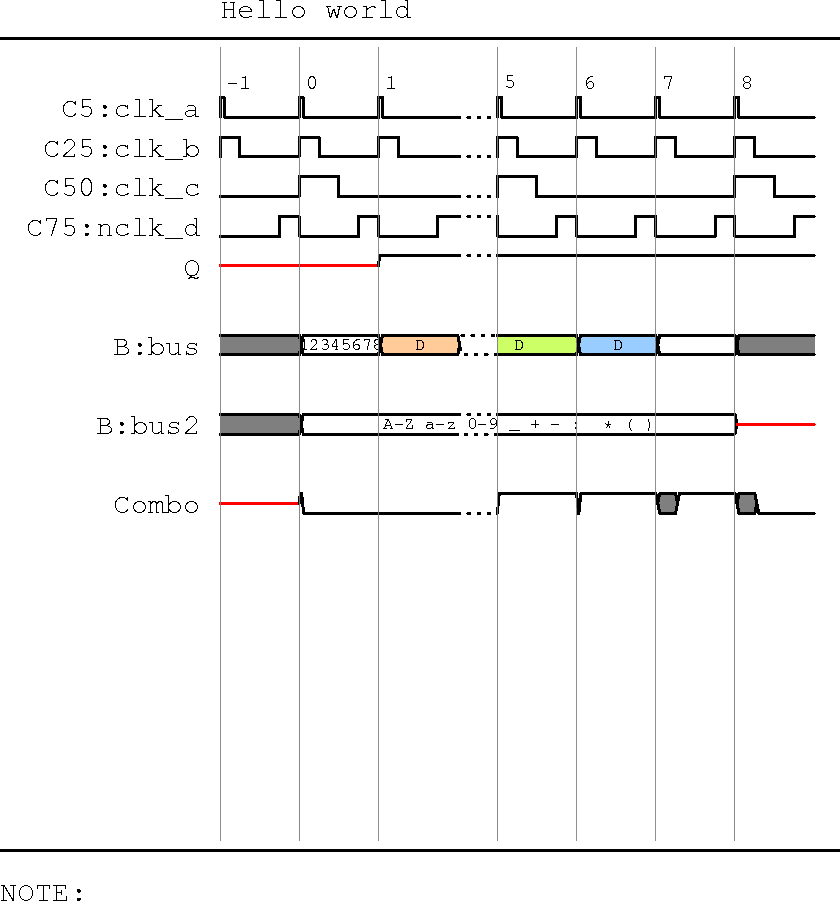 Hello world
-1 0 1 5 6 7 8
C5:clk_a
C25:clk_b
C50:clk_c
C75:nclk_d
Q
B:bus 12345678 D D D
B:bus2 A-Z a-z 0-9 _ + - : * ( )
Combo
NOTE: